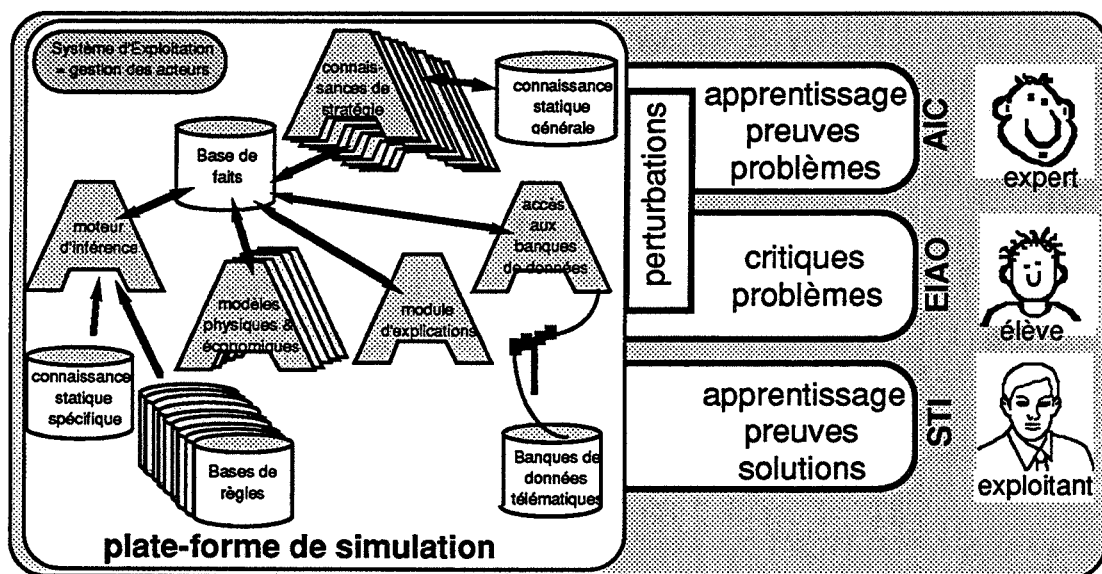 Système d'Exploitation
= gestion des acteurs
connais
sances de
stratégie
connaissance
statique
générale
Base de
faits
moteur
d'inférence
accès
aux
banques
de données
modèles
physiques &
économiques
module
d'explications
connaissance
statique
spécifique
Bases de
règles
Banques de
données
télématiques
plate-forme de simulation
perturbations
apprentissage
preuves
problèmes
AIC
expert
critiques
problèmes
EIAO
élève
apprentissage
preuves
solutions
STI
exploitant